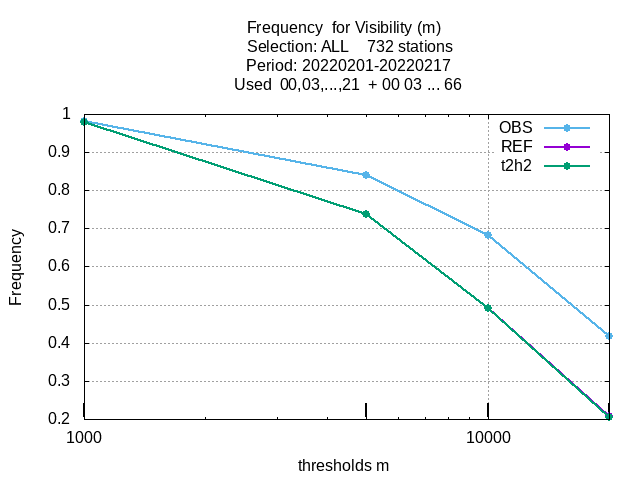 Frequency  for Visibility (m)
Selection: ALL    732 stations
Period: 20220201-20220217
Used  00,03,...,21  + 00 03 ... 66
OBS
REF
t2h2
1
0.9
0.8
0.7
0.6
0.5
0.4
0.3
0.2
Frequency
1000
10000
thresholds m